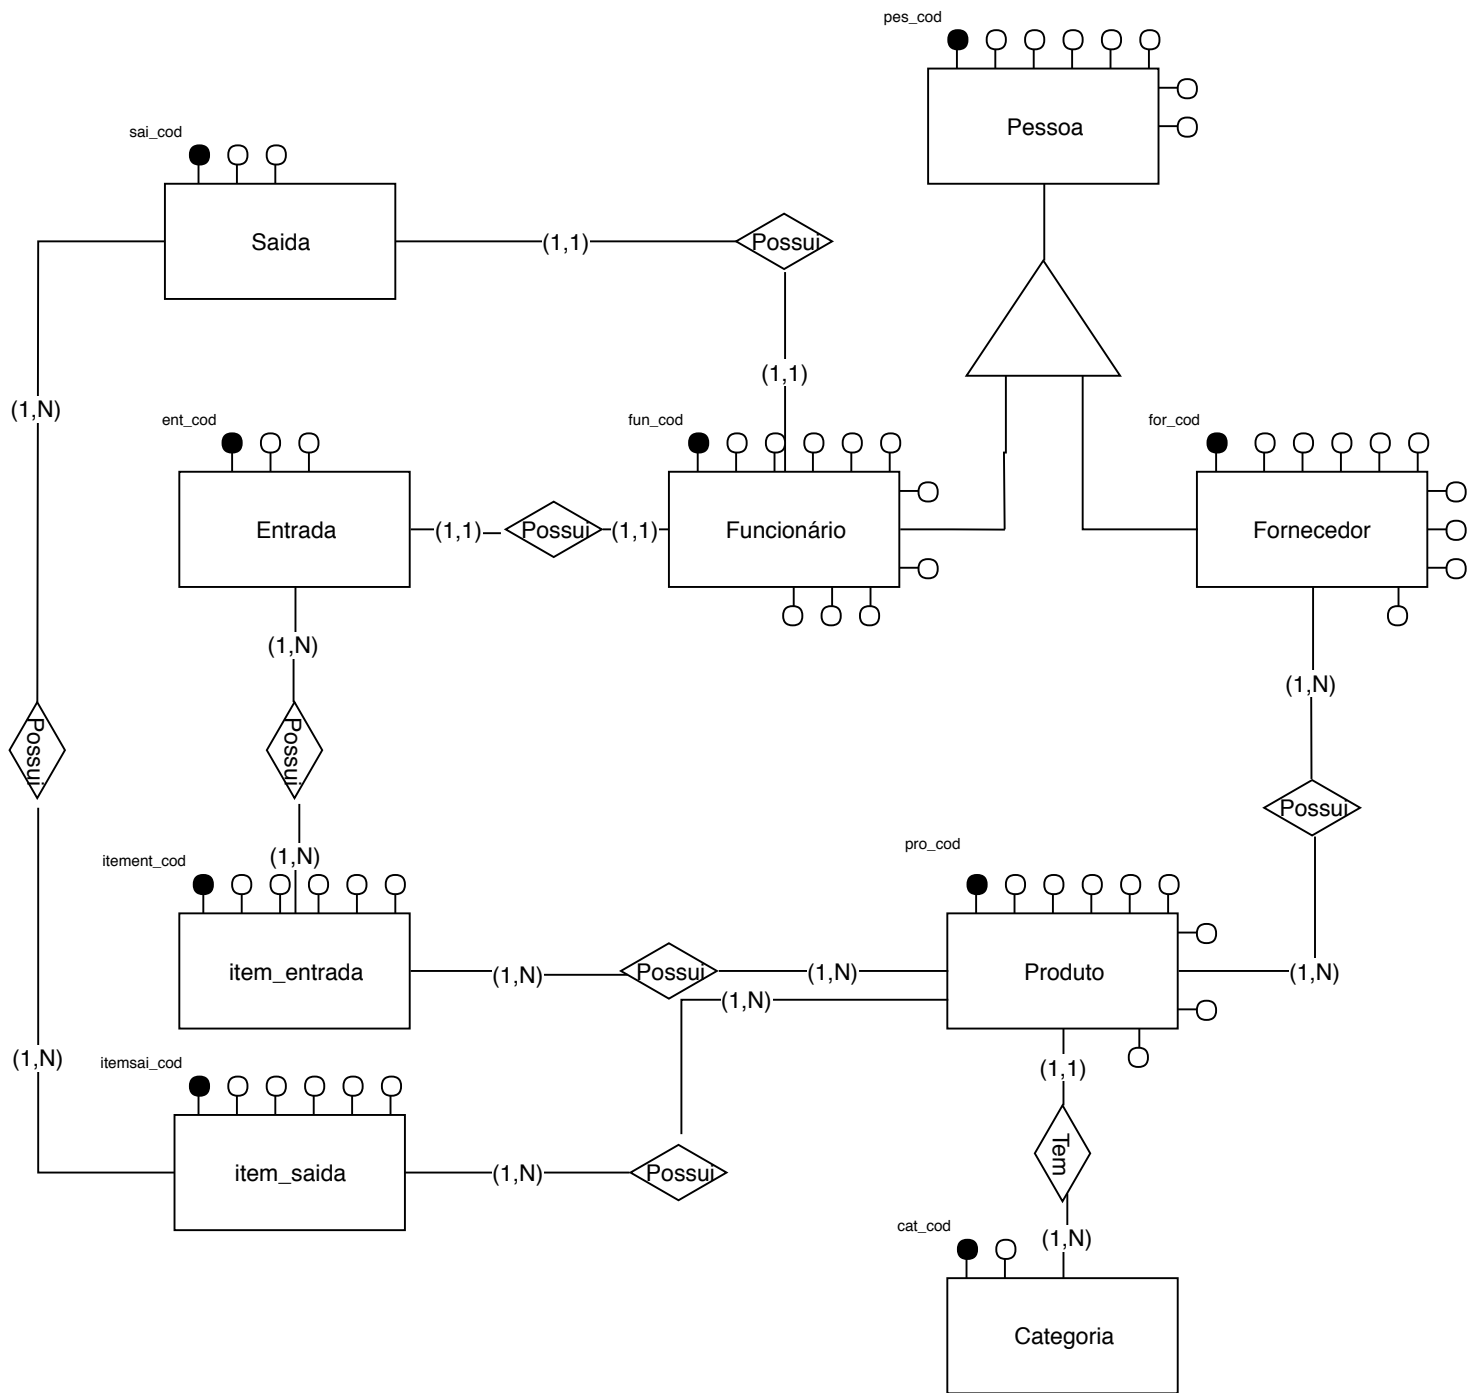 pes_cod
Pessoa
sai_cod
Saida
(1,1)
Possui
(1,1)
(1,N)
ent_cod
fun_cod
for_cod
Entrada
(1,1)
Possui
(1,1)
Funcionário
Fornecedor
(1,N)
(1,N)
Possui
Possui
Possui
(1,N)
itement_cod
pro_cod
item_entrada
(1,N)
Possui
(1,N)
Produto
(1,N)
(1,N)
(1,N)
itemsai_cod
(1,1)
item_saida
(1,N)
Possui
Tem
cat_cod
(1,N)
Categoria